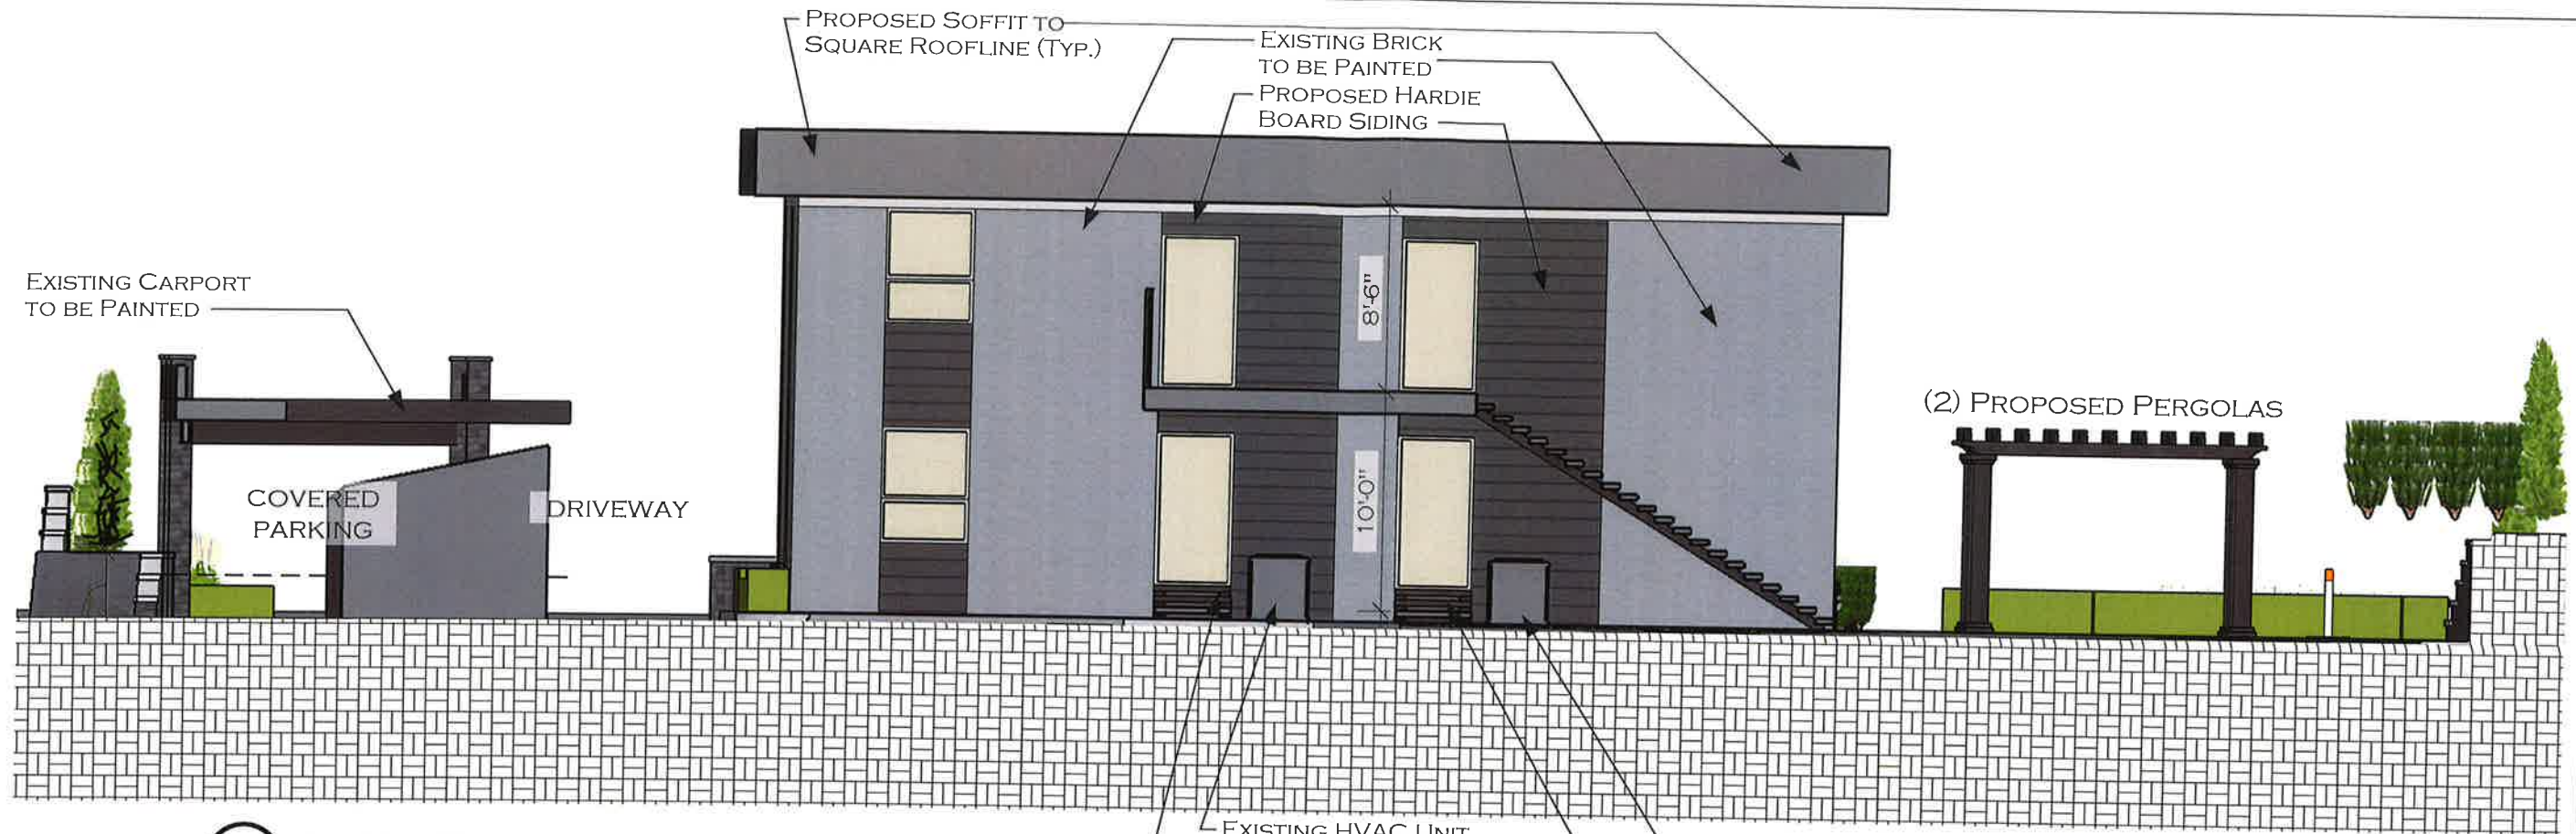 PROPOSED SOFFIT TO
SQUARE ROOFLINE (TYP.)
EXISTING BRICK
TO BE PAINTED
PROPOSED HARDIE
BOARD SIDING
EXISTING CARPORT
TO BE PAINTED
8'-6"
(2) PROPOSED PERGOLAS
COVERED
PARKING
DRIVEWAY
10'-0"
EXISTING HVAC UNIT